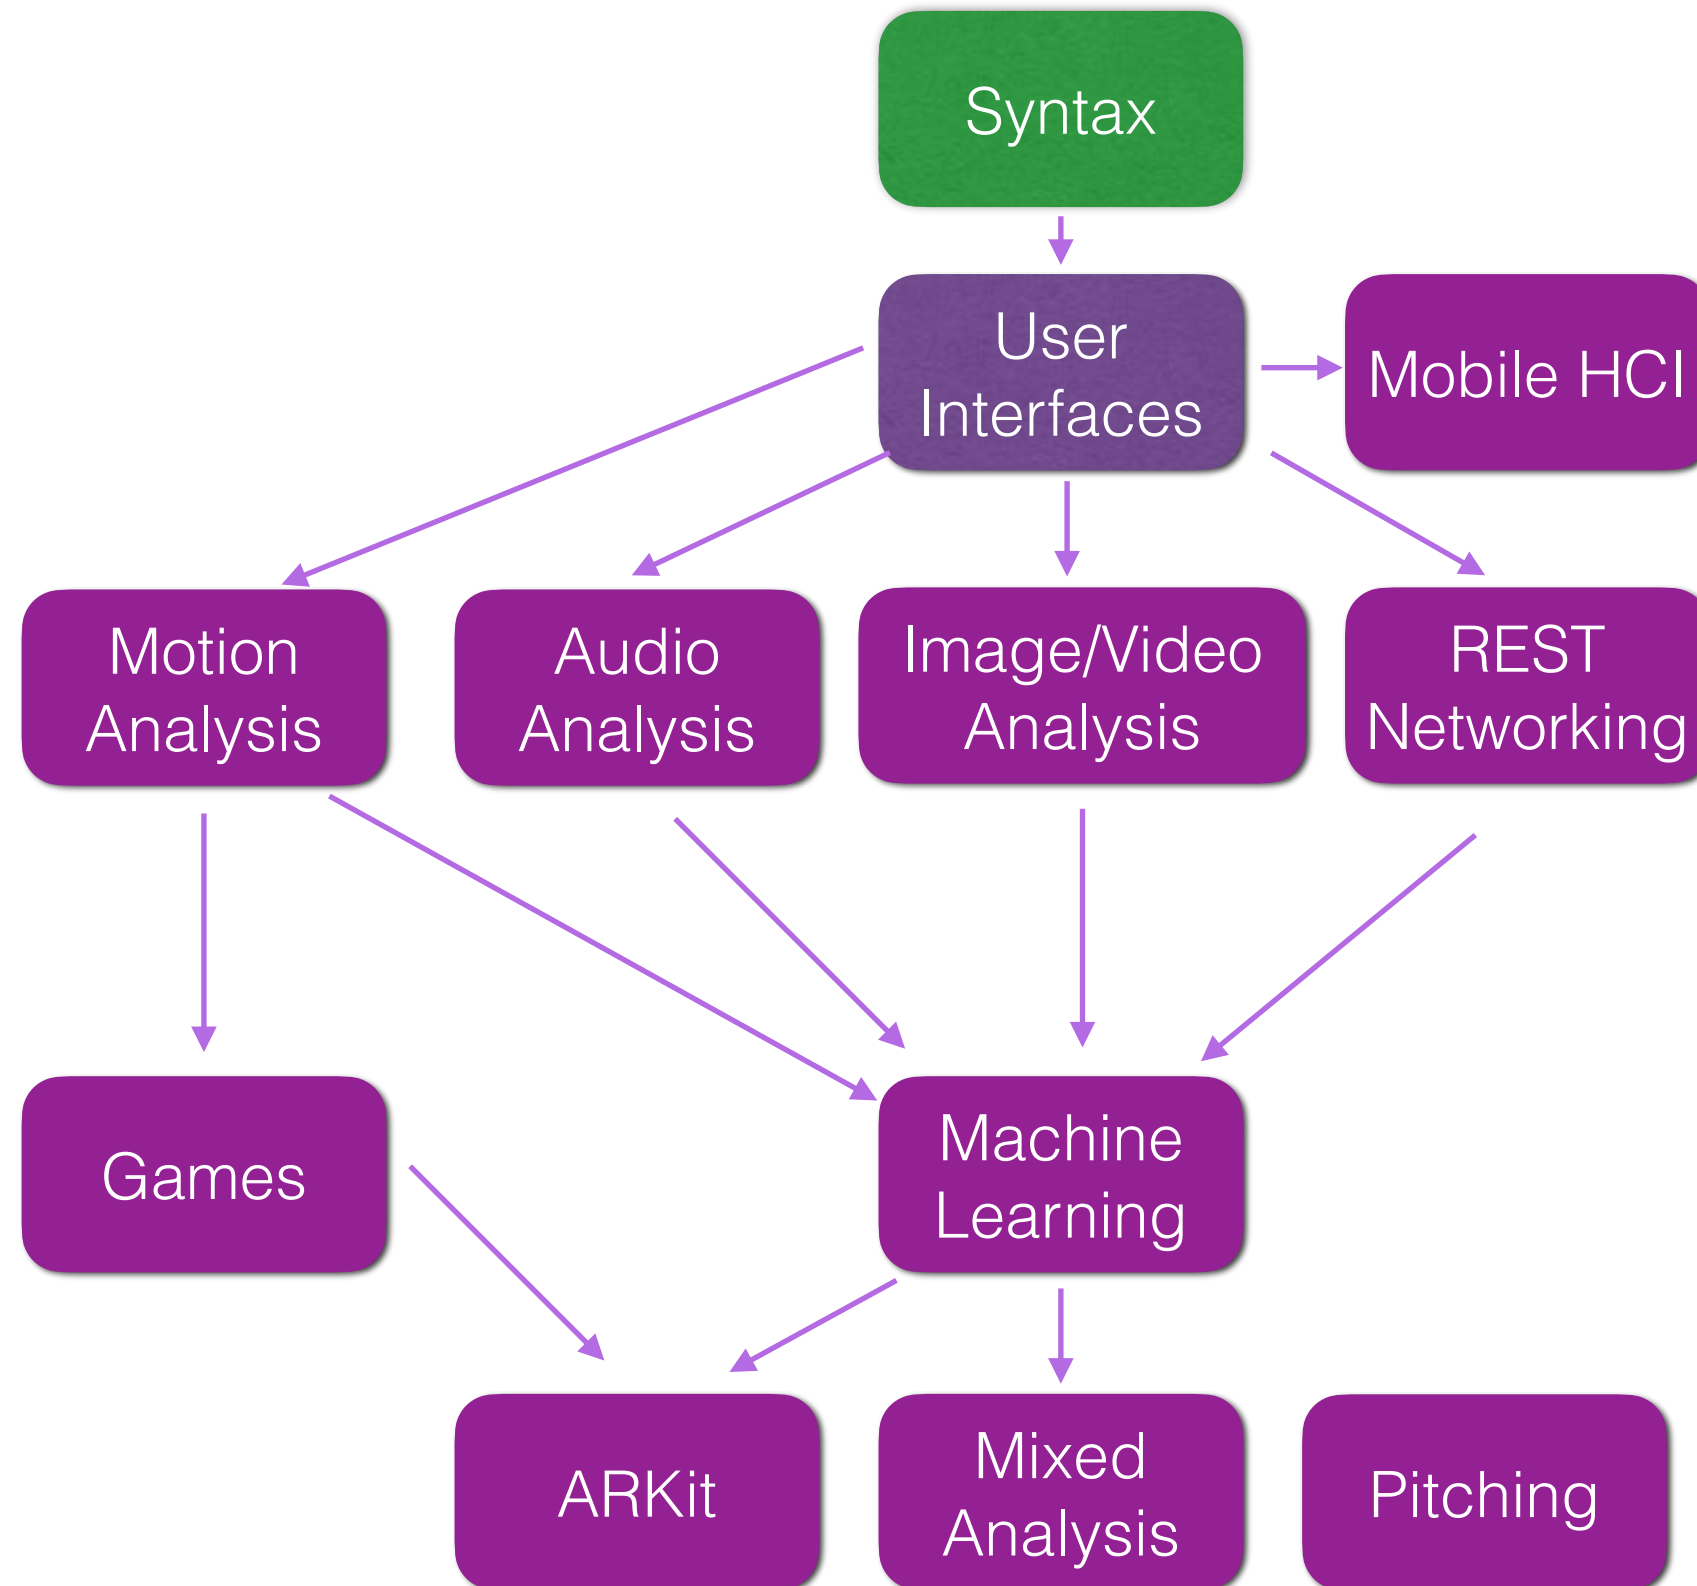 Syntax
User
Interfaces
Mobile HCI
Motion
Analysis
Audio
Analysis
Image/Video
Analysis
REST
Networking
Games
Machine
Learning
ARKit
Mixed
Analysis
Pitching